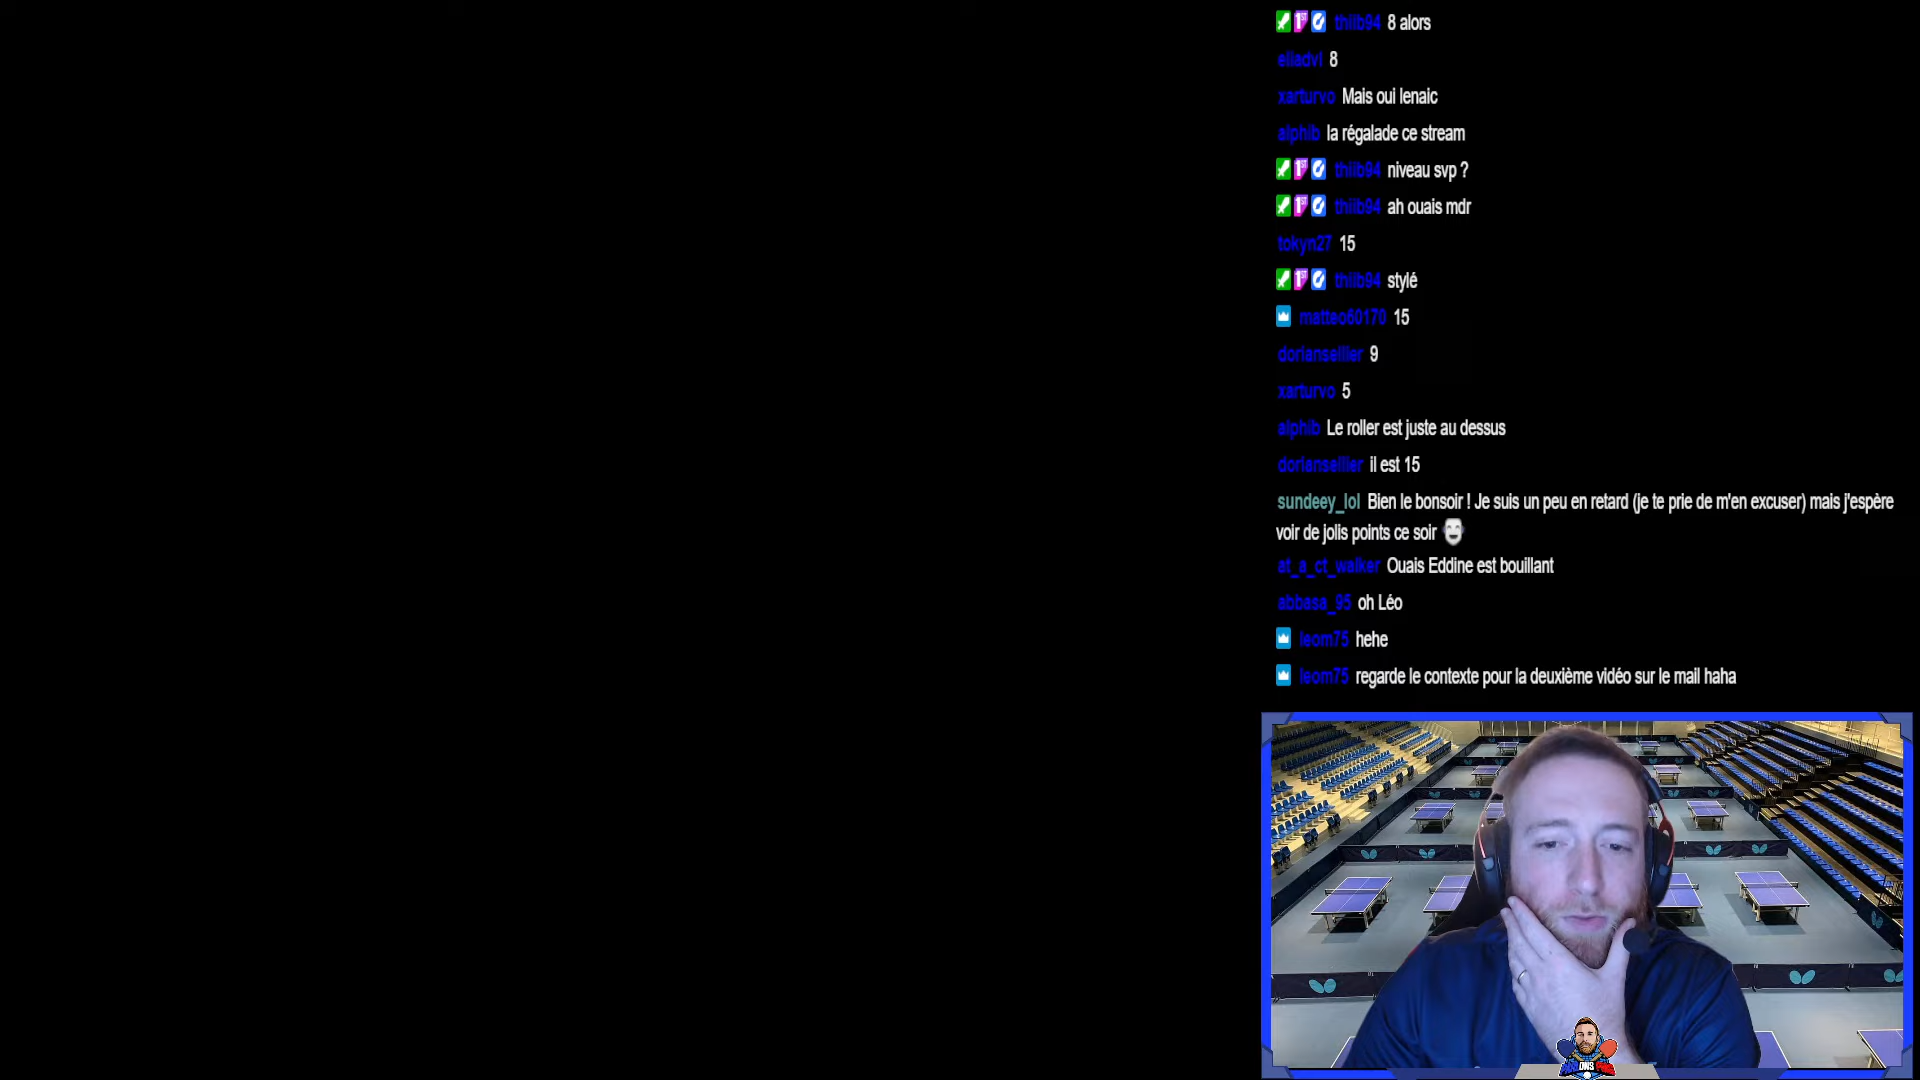 thiib94 8 alors
elladvl 8
xarturvo Mais oui lenaic
alphib la régalade ce stream
thiib94 niveau svp ?
thiib94 ah ouais mdr
tokyn27 15
thiib94 stylé
matteo60170 15
doriansellier 9
xarturvo 5
alphib Le roller est juste au dessus
doriansellier il est 15
sundeey_lol Bien le bonsoir ! Je suis un peu en retard (je te prie de m'en excuser) mais j'espère
voir de jolis points ce soir
at_a_ct_walker Ouais Eddine est bouillant
abbasa_95 oh Léo
leom75 hehe
leom75 regarde le contexte pour la deuxième vidéo sur le mail haha